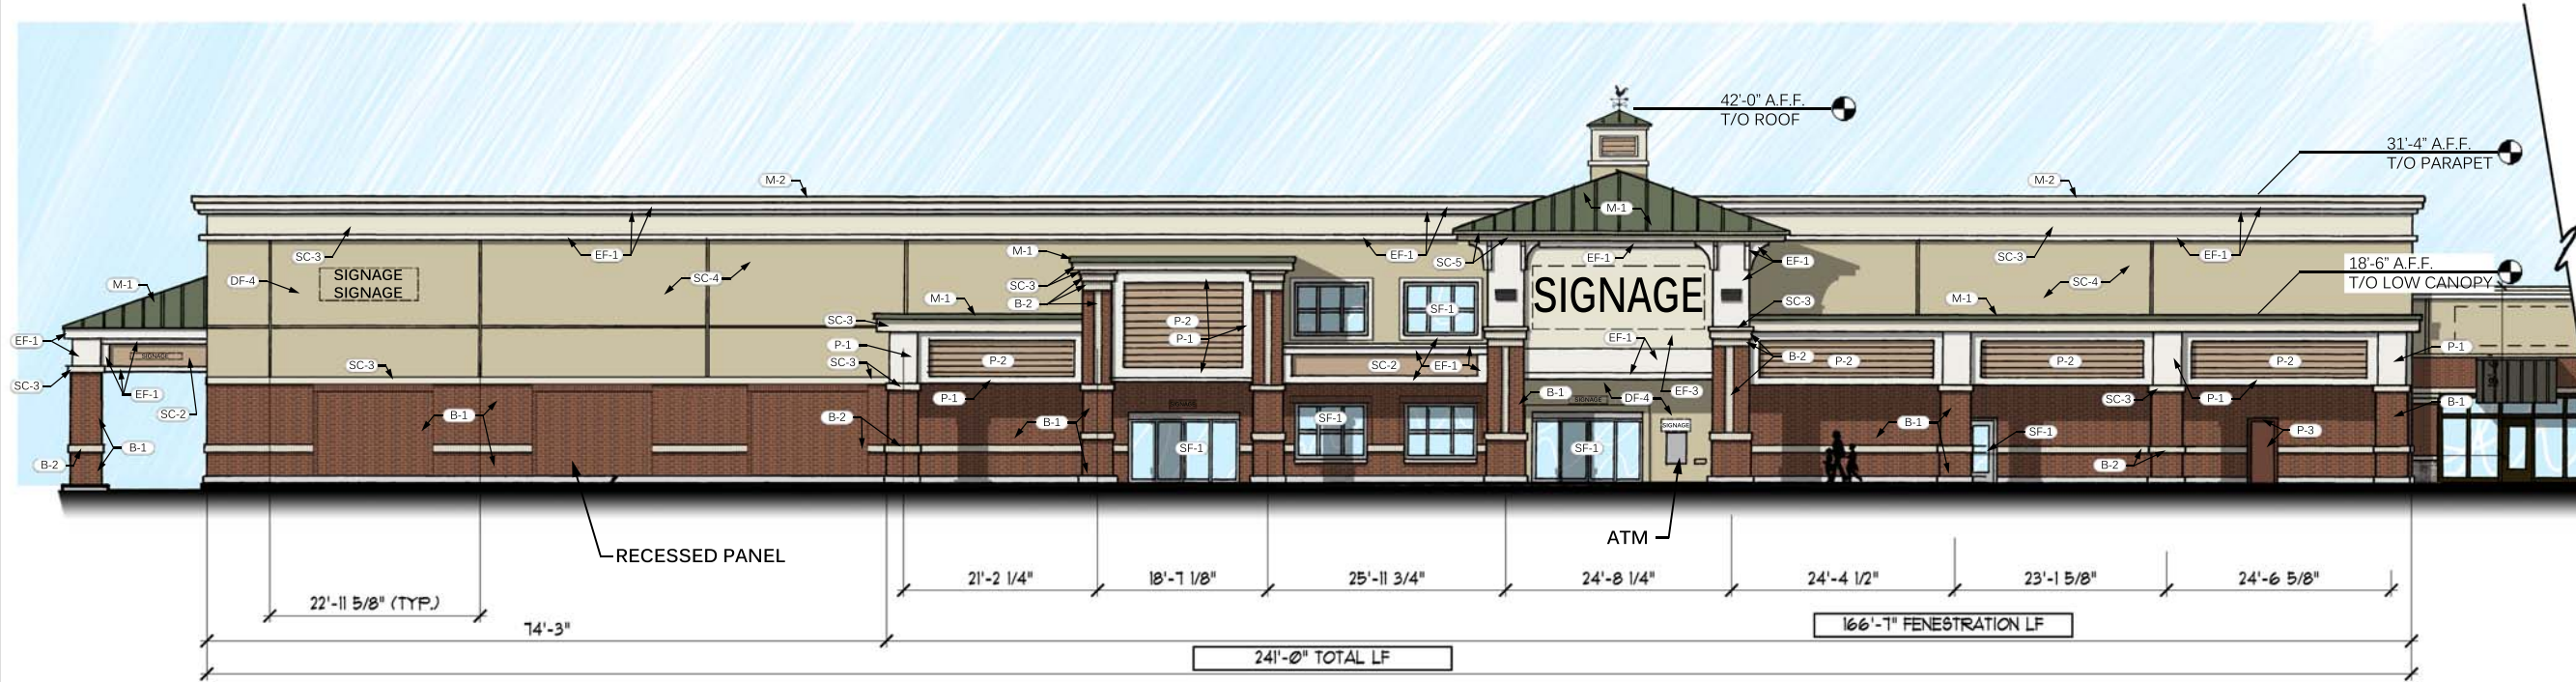 42'-0" A.F.F.
T/O ROOF
31'-4" A.F.F.
T/O PARAPET
M-2
M-2
M-1
SC-3
EF-1
M-1
EF-1
SC-5
EF-1
EF-1
SC-3
EF-1
18'-6" A.F.F.
T/O LOW CANOPY
DF-4
SIGNAGE
SIGNAGE
SC-4
SC-3
B-2
SF-1
SIGNAGE
SC-3
SC-4
M-1
M-1
M-1
EF-1
SIGNAGE
SC-3
P-1
SC-3
P-2
P-2
P-1
EF-1
B-2
P-2
P-2
P-2
P-1
SC-3
EF-1
SC-2
SC-3
P-1
SC-2
EF-1
EF-3
B-1
SIGNAGE
DF-4
SIGNAGE
SC-3
P-1
B-1
B-2
B-1
B-1
B-2
B-1
SIGNAGE
SF-1
SF-1
SF-1
B-1
SF-1
B-2
P-3
RECESSED PANEL
ATM
21'-2 1/4"
18'-7 1/8"
25'-11 3/4"
24'-8 1/4"
24'-4 1/2"
23'-1 5/8"
24'-6 5/8"
22'-11 5/8" (TYP.)
74'-3"
166'-7" FENESTRATION LF
241'-0" TOTAL LF